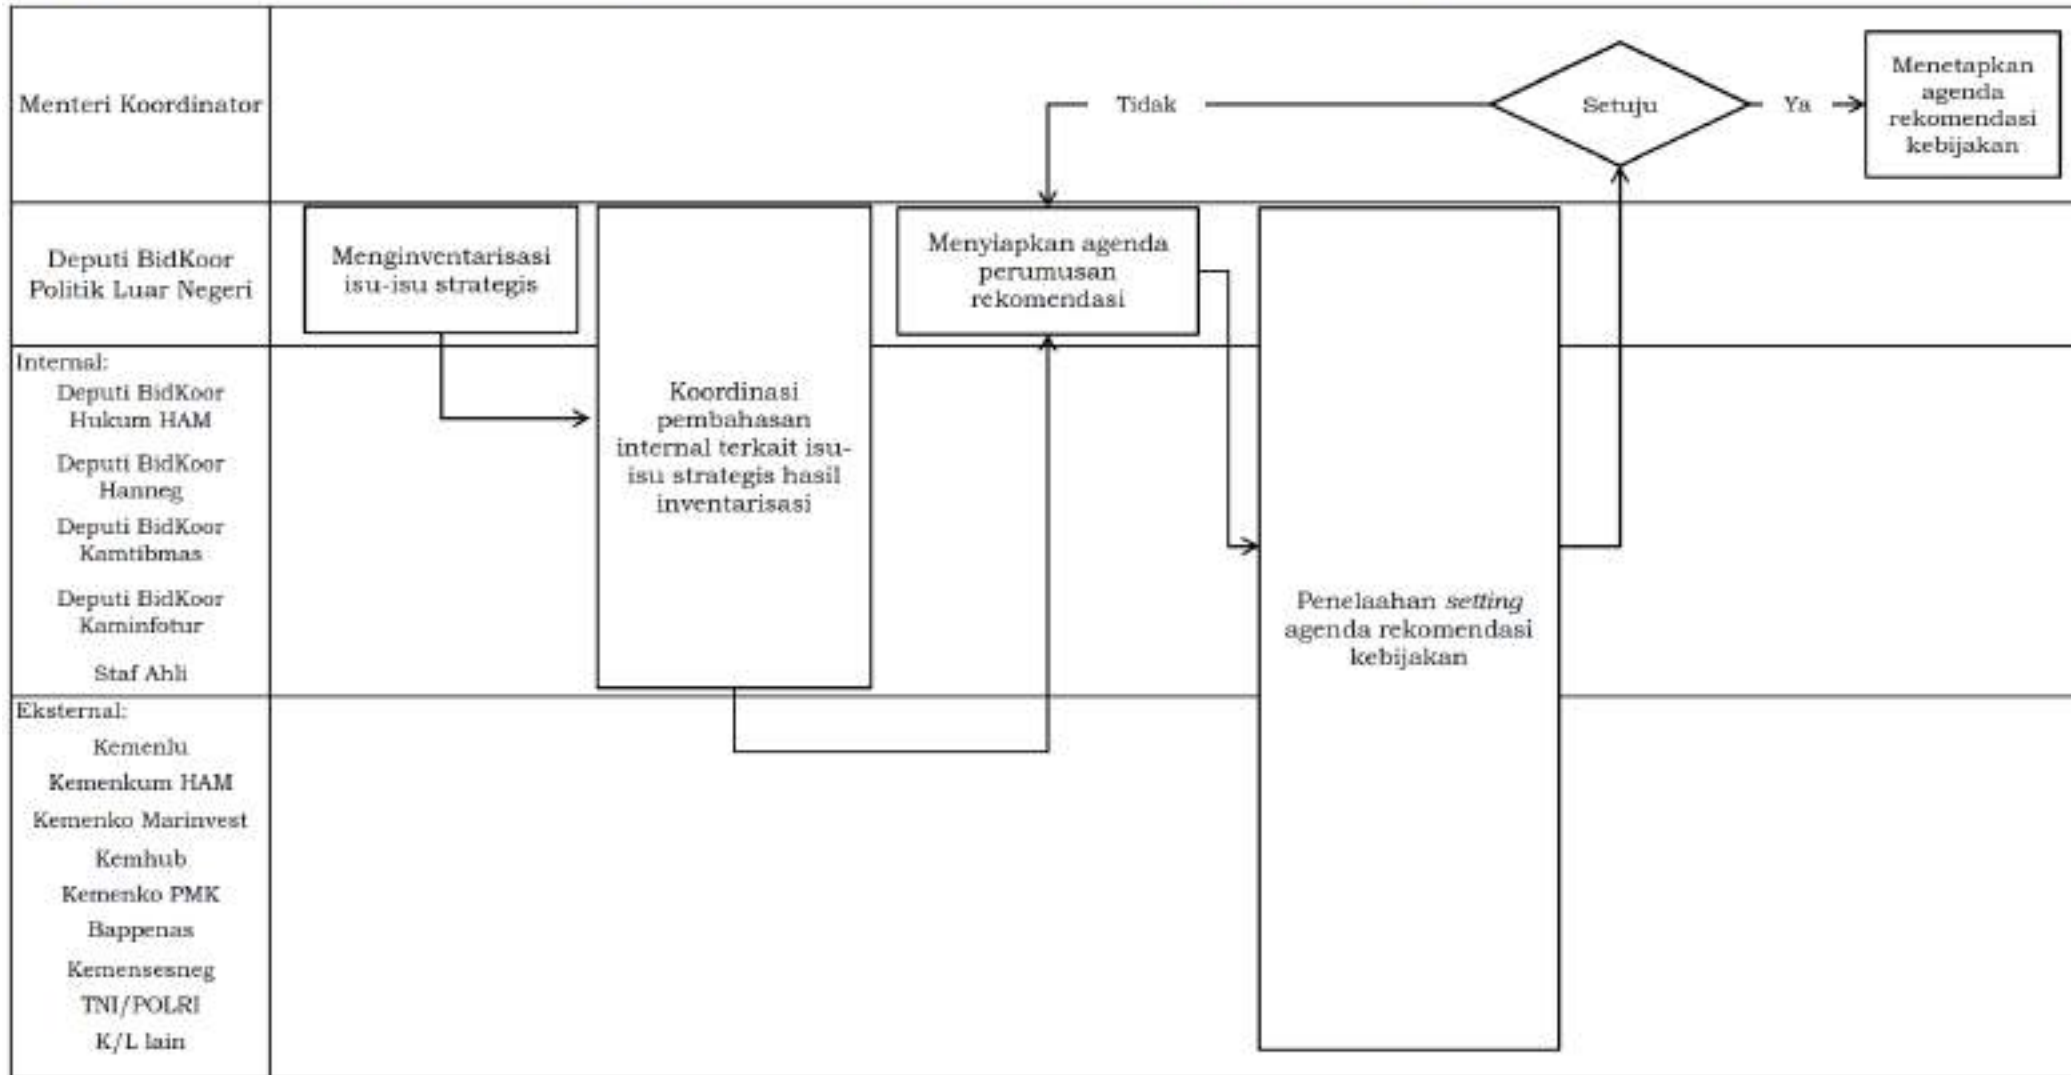 Menteri Koordinator
Tidak
Setuju
Ya
Menetapkan
agenda
rekomendasi
kebijakan
Deputi BidKoor
Politik Luar Negeri
Menginventarisasi
isu-isu strategis
Menyiapkan agenda
perumusan
rekomendasi
Internal:
Deputi BidKoor
Hukum HAM
Deputi BidKoor
Hanneg
Deputi BidKoor
Kamtibmas
Deputi BidKoor
Kaminfotur
Staf Ahli
Koordinasi
pembahasan
internal terkait isu-
isu strategis hasil
inventarisasi
Penelaahan setting
agenda rekomendasi
kebijakan
Eksternal:
Kemenlu
Kemenkum HAM
Kemenko Marinvest
Kemhub
Kemenko PMK
Bappenas
Kemensesneg
TNI/POLRI
K/L lain